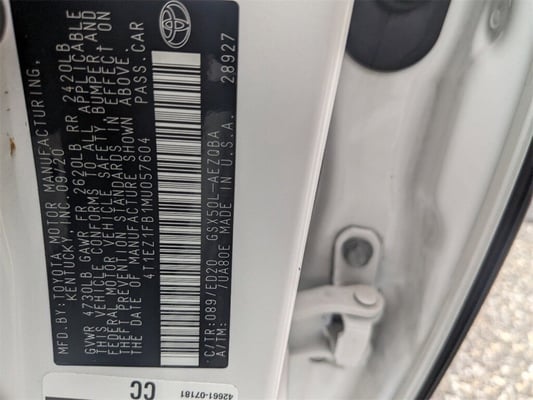 MFD.BY:TOYOTA MOTOR MANUFACTURING,
KENTUCKY, INC. 09/20
GVWR 4730LB GAWR FR 2620LB RR 2420LB
THIS VEHICLE CONFORMS TO ALL APPLICABLE
FEDERAL MOTOR VEHICLE SAFETY, BUMPER, AND
THEFT PREVENTION STANDARDS IN EFFECT ON
THE DATE OF MANUFACTURE SHOWN ABOVE.
4T1EZ1FB1MU057604 PASS.CAR
C/TR: 089/ED20 GSX50L-AEZQBA
A/TM: /UA80E MADE IN U.S.A. 28927
42661-07181
CC